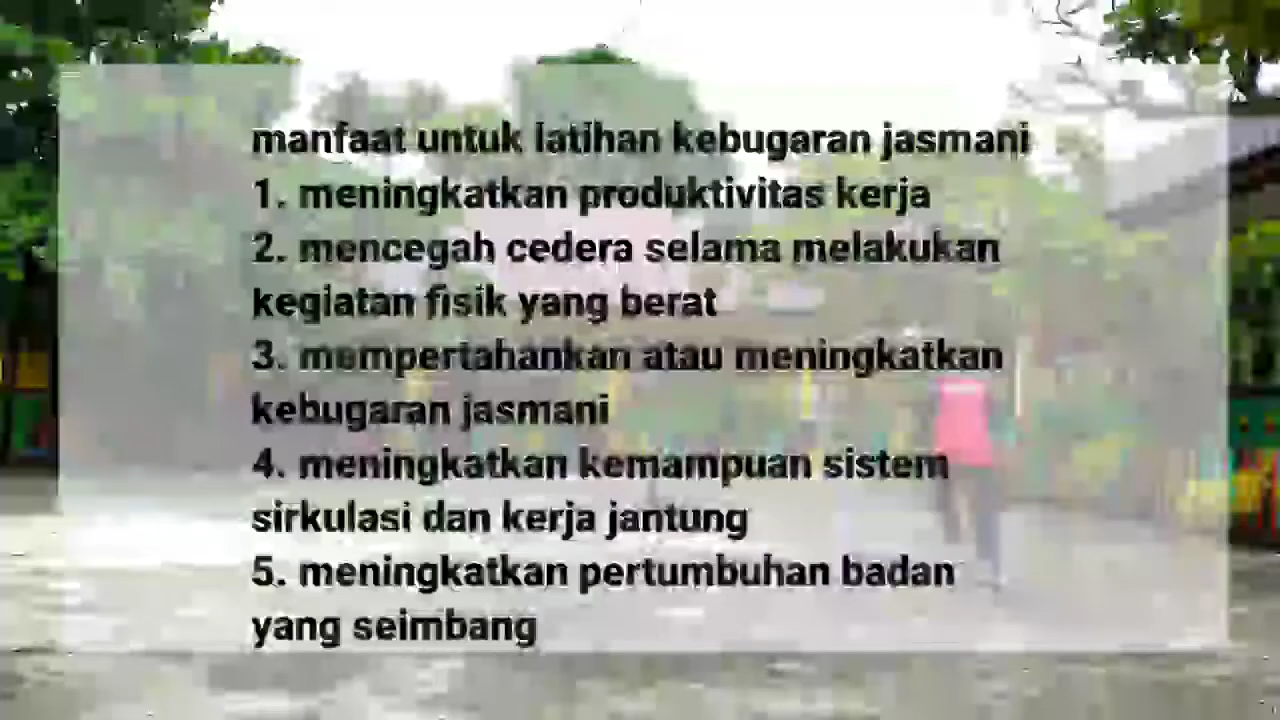 manfaat untuk latihan kebugaran jasmani
1. meningkatkan produktivitas kerja
2. mencegah cedera selama melakukan
kegiatan fisik yang berat
3. mempertahankan atau meningkatkan
kebugaran jasmani
4. meningkatkan kemampuan sistem
sirkulasi dan kerja jantung
5. meningkatkan pertumbuhan badan
yang seimbang